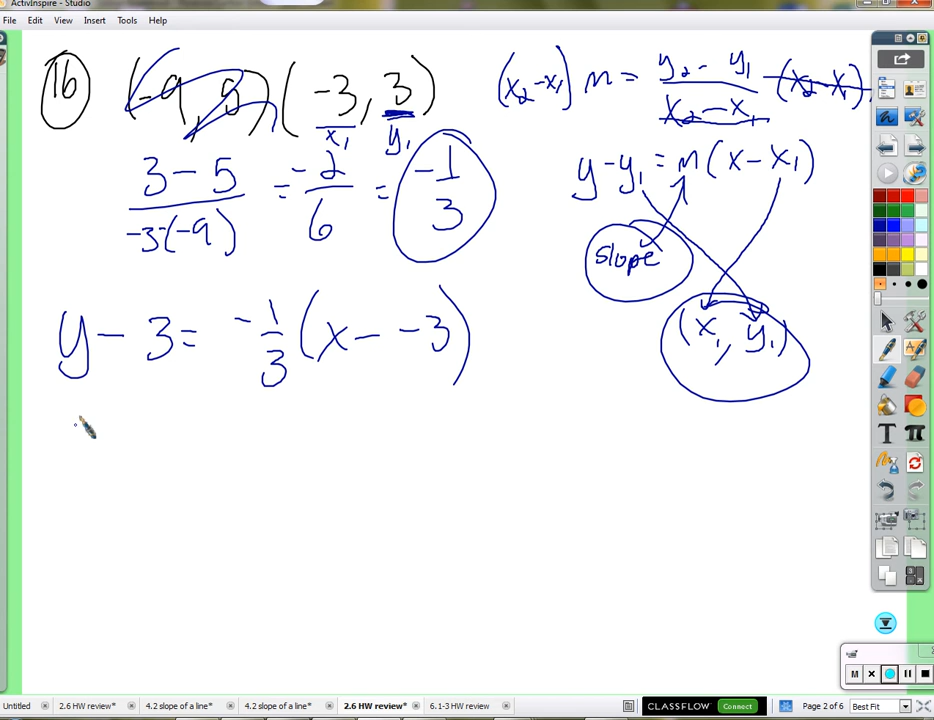 ActivInspire - Studio
File Edit View Insert Tools Help
16 (-9, 5) (-3, 3) (x₂-x₁) m = y₂ - y₁ / x₂ - x₁ (x₂-x₁)
x₁ y₁
3 - 5 / -3-(-9) = -2 / 6 = -1 / 3
y - y₁ = m(x - x₁)
slope
(x₁, y₁)
y - 3 = -1/3 (x - -3)
Untitled 2.6 HW review* 4.2 slope of a line* 4.2 slope of a line* 2.6 HW review* 6.1-3 HW review CLASSFLOW Connect Page 2 of 6 Best Fit
M